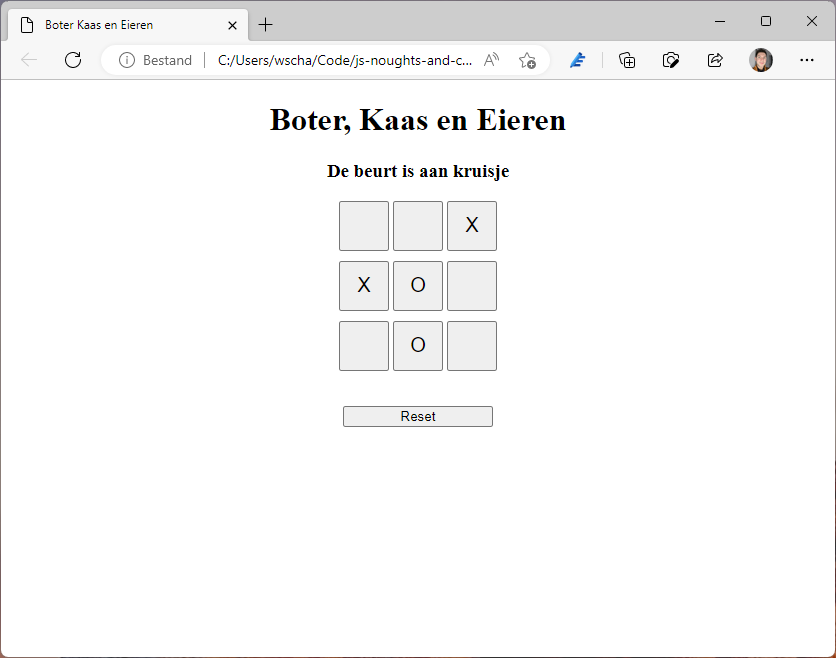 Boter Kaas en Eieren
Bestand C:/Users/wscha/Code/js-noughts-and-c...
Boter, Kaas en Eieren
De beurt is aan kruisje
X
X O
O
Reset